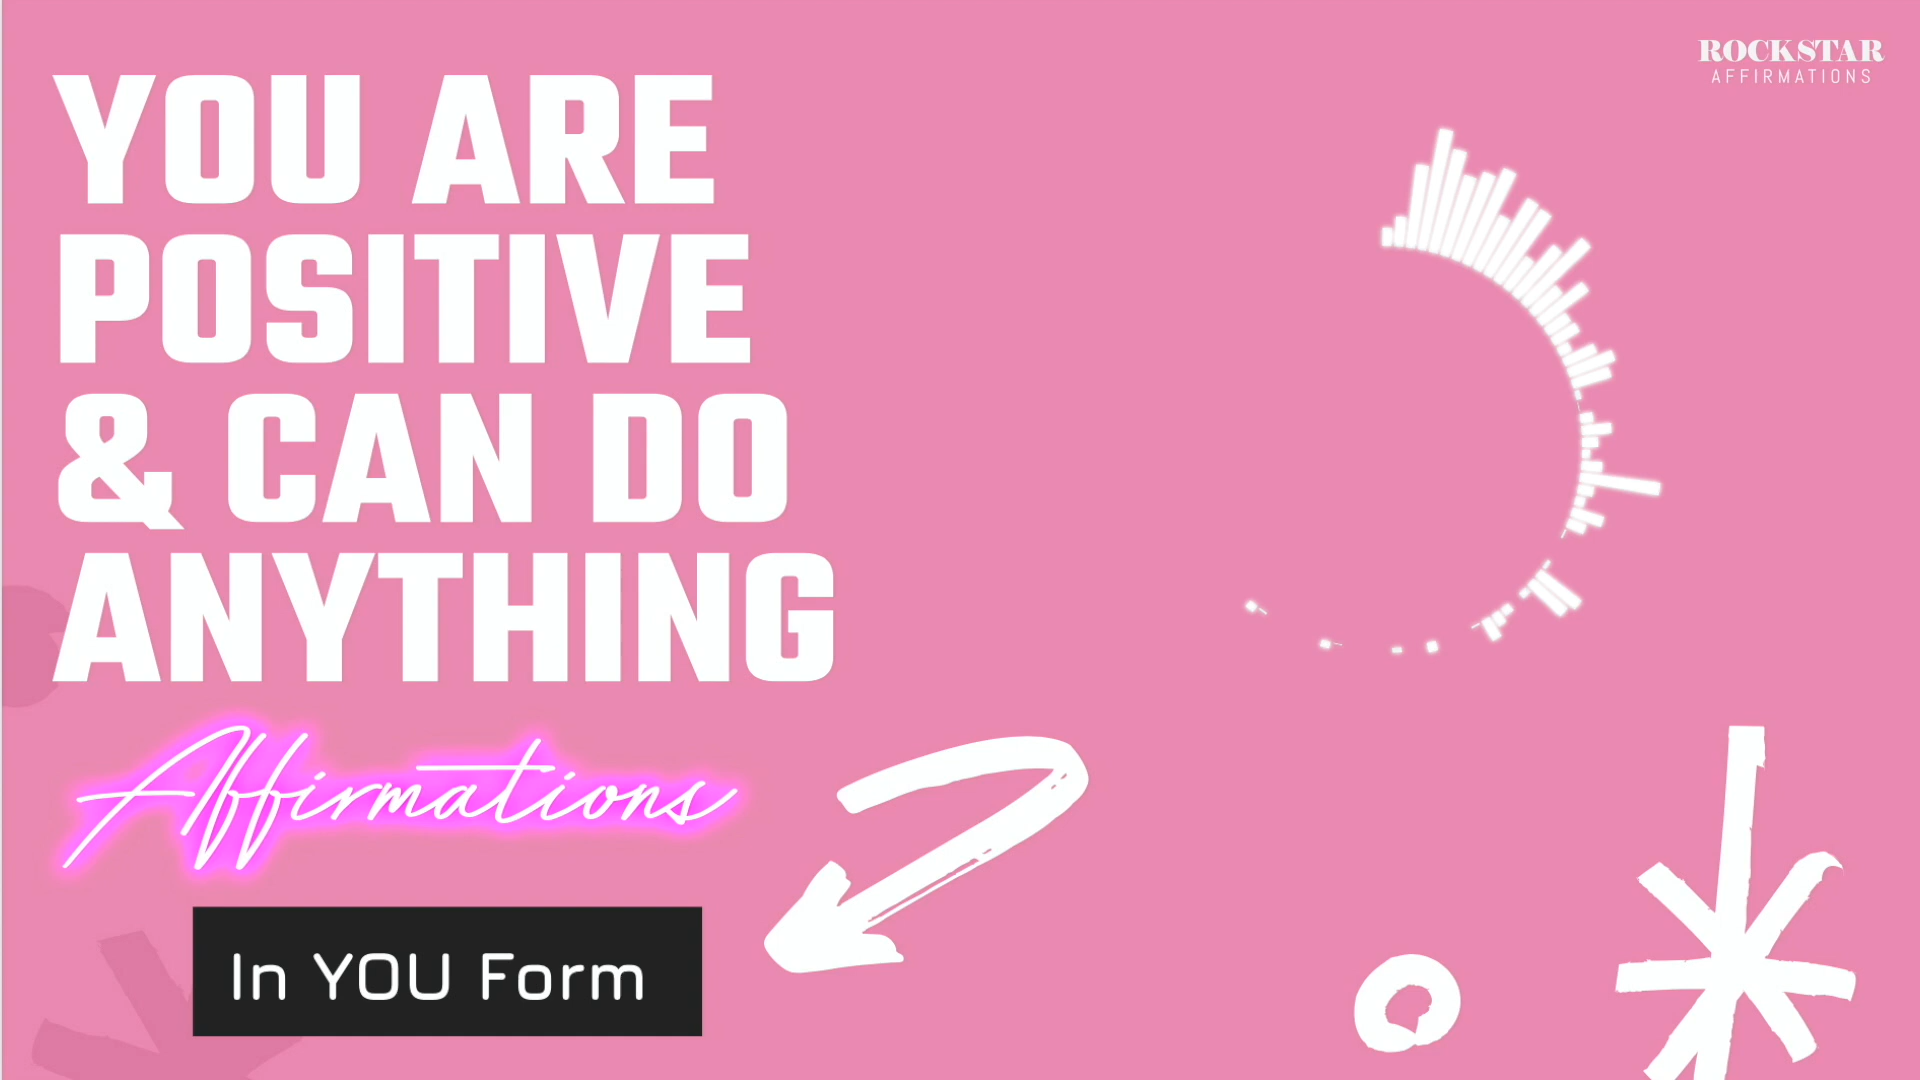 YOU ARE
POSITIVE
& CAN DO
ANYTHING
Affirmations
In YOU Form
ROCKSTAR
AFFIRMATIONS